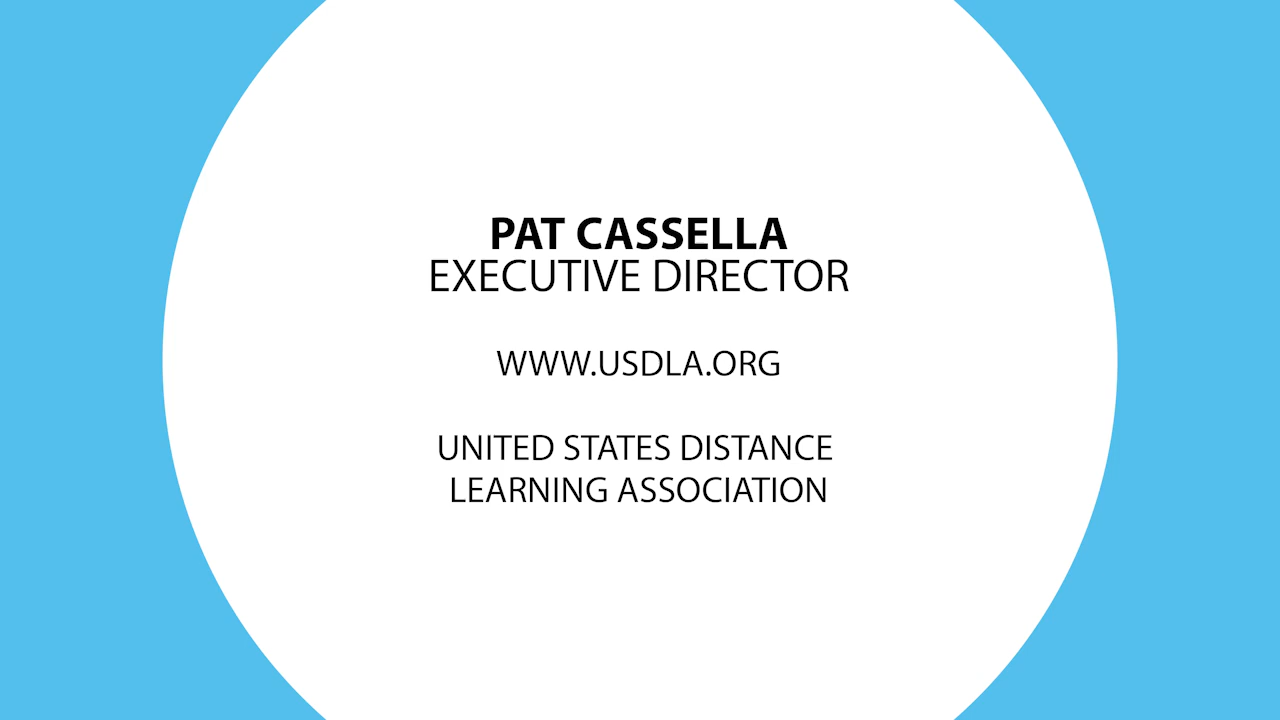 PAT CASSELLA
EXECUTIVE DIRECTOR
WWW.USDLA.ORG
UNITED STATES DISTANCE
LEARNING ASSOCIATION